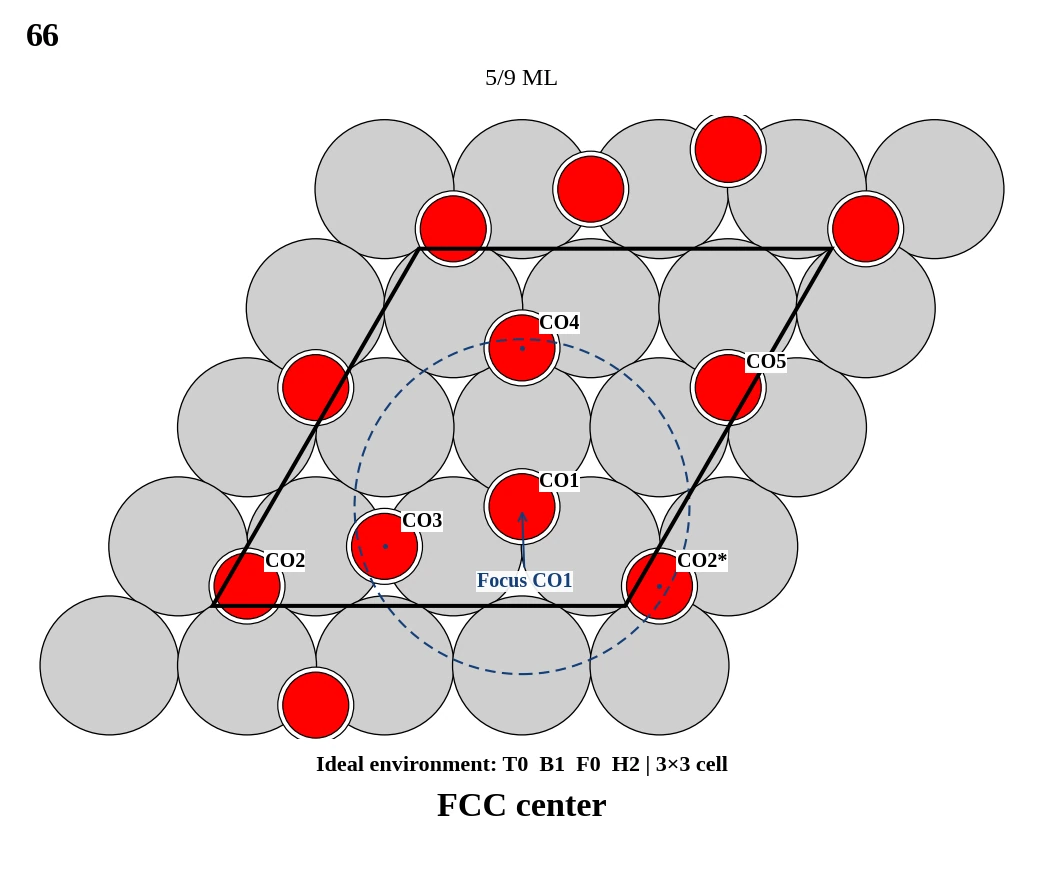 66
5/9 ML
CO4
CO5
CO1
CO3
CO2
CO2*
Focus CO1
Ideal environment: T0 B1 F0 H2 | 3×3 cell
FCC center